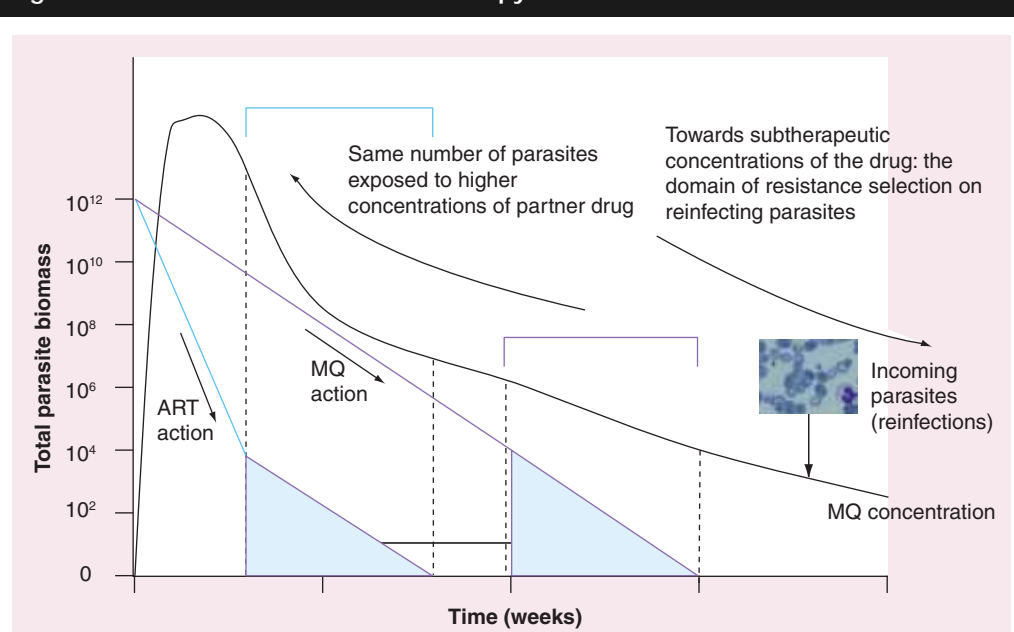 Same number of parasites
exposed to higher
concentrations of partner drug
Towards subtherapeutic
concentrations of the drug: the
domain of resistance selection on
reinfecting parasites
Total parasite biomass
10¹²
10¹⁰
10⁸
10⁶
10⁴
10²
0
ART
action
MQ
action
Incoming
parasites
(reinfections)
MQ concentration
Time (weeks)